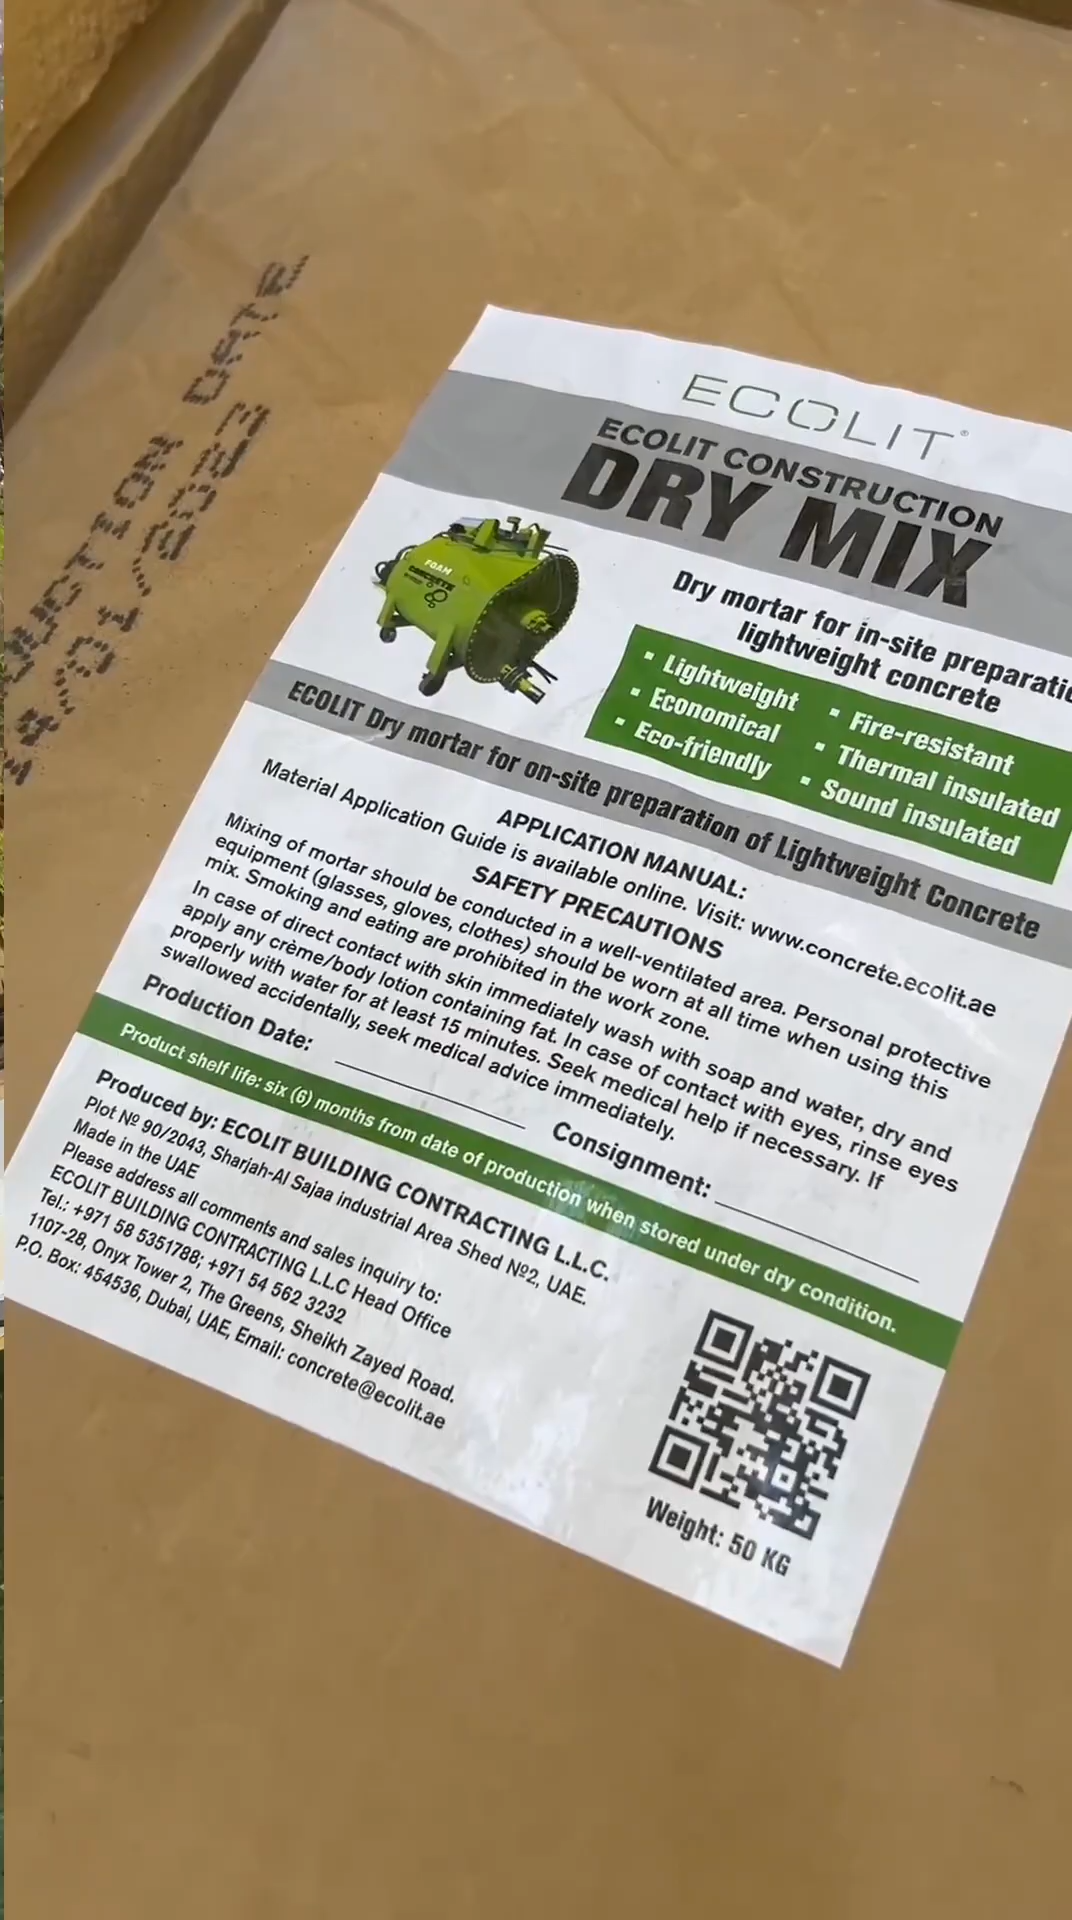 DUCTION DATE
/01/2023
ECOLIT®
ECOLIT CONSTRUCTION
DRY MIX
FOAM
CONCRETE
Dry mortar for in-site preparatio
lightweight concrete
▪ Lightweight
▪ Economical
▪ Eco-friendly
▪ Fire-resistant
▪ Thermal insulated
▪ Sound insulated
ECOLIT Dry mortar for on-site preparation of Lightweight Concrete
APPLICATION MANUAL:
Material Application Guide is available online. Visit: www.concrete.ecolit.ae
SAFETY PRECAUTIONS
Mixing of mortar should be conducted in a well-ventilated area. Personal protective
equipment (glasses, gloves, clothes) should be worn at all time when using this
mix. Smoking and eating are prohibited in the work zone.
In case of direct contact with skin immediately wash with soap and water, dry and
apply any crème/body lotion containing fat. In case of contact with eyes, rinse eyes
properly with water for at least 15 minutes. Seek medical help if necessary. If
swallowed accidentally, seek medical advice immediately.
Production Date: Consignment:
Product shelf life: six (6) months from date of production when stored under dry condition.
Produced by: ECOLIT BUILDING CONTRACTING L.L.C.
Plot № 90/2043, Sharjah-Al Sajaa industrial Area Shed №2, UAE.
Made in the UAE
Please address all comments and sales inquiry to:
ECOLIT BUILDING CONTRACTING L.L.C Head Office
Tel.: +971 58 5351788; +971 54 562 3232
1107-28, Onyx Tower 2, The Greens, Sheikh Zayed Road.
P.O. Box: 454536, Dubai, UAE, Email: concrete@ecolit.ae
Weight: 50 KG